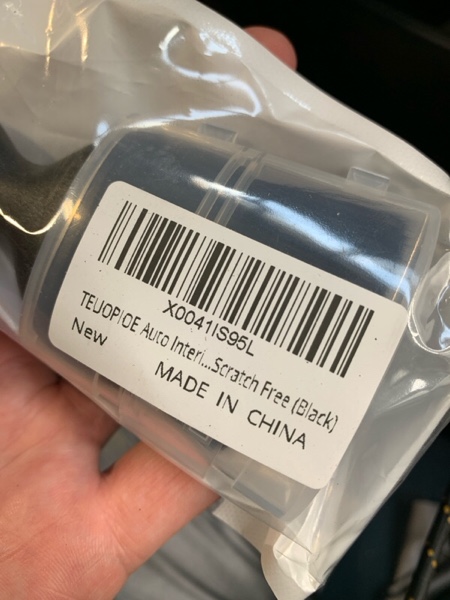 X0041IS95L
TEUOPIOE Auto Interi...Scratch Free (Black)
New
MADE IN CHINA